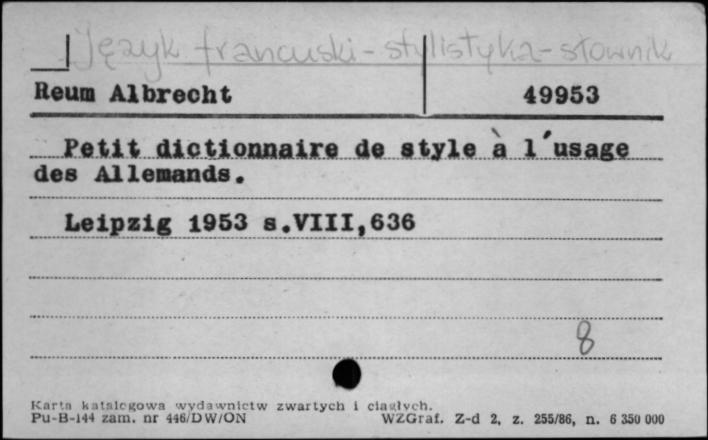 Język francuski - stylistyka - słownik
Reum Albrecht 49953
Petit dictionnaire de style à l'usage
des Allemands.
Leipzig 1953 s.VIII,636
8
Karta katalogowa wydawnictw zwartych i ciągłych.
Pu-B-144 zam. nr 446/DW/ON WZGraf. Z-d 2, z. 255/86, n. 6 350 000